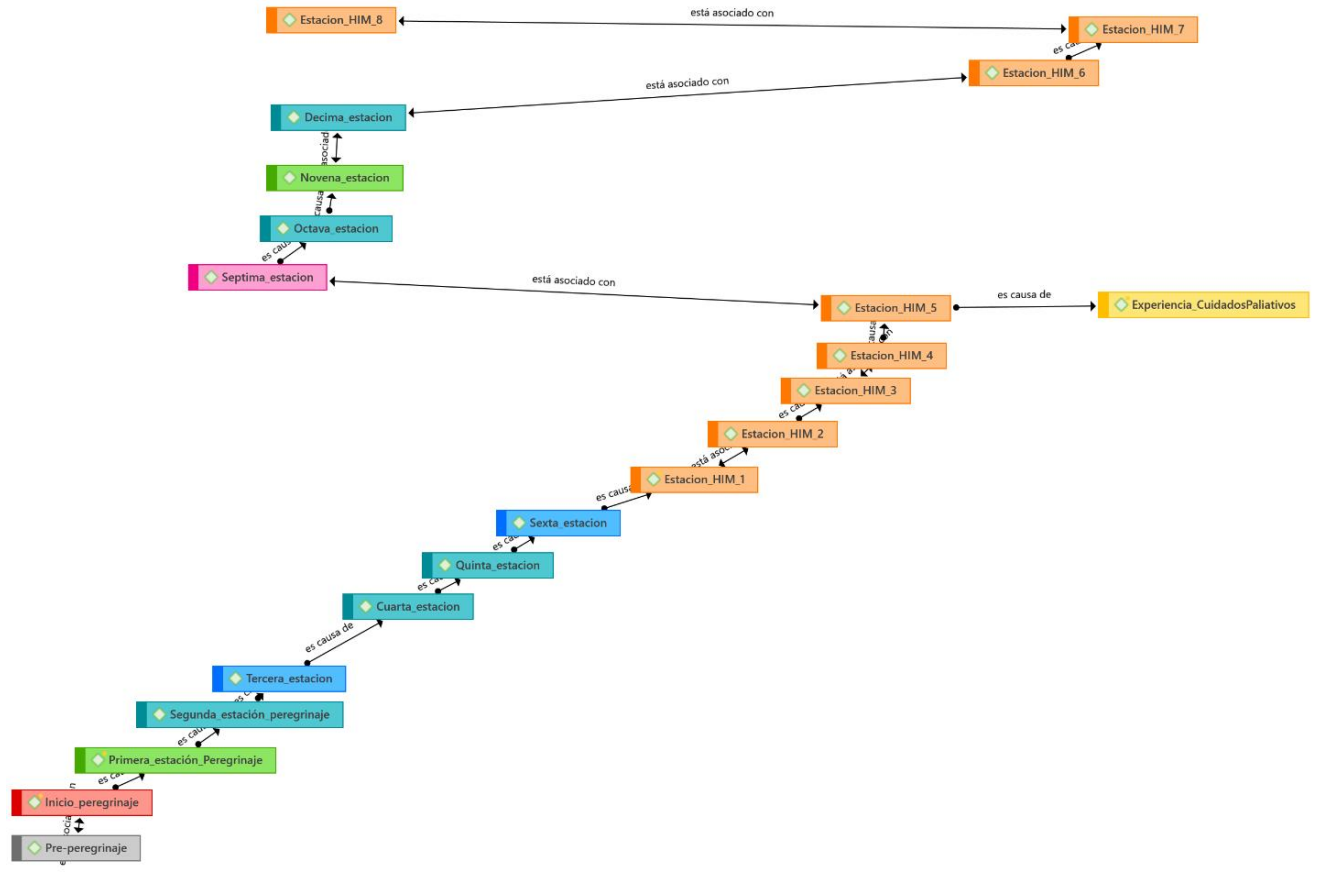 está asociado con
Estacion_HIM_8
Estacion_HIM_7
Estacion_HIM_6
está asociado con
Decima_estacion
Novena_estacion
Octava_estacion
Septima_estacion
está asociado con
Estacion_HIM_5
es causa de
Experiencia_CuidadosPaliativos
Estacion_HIM_4
Estacion_HIM_3
Estacion_HIM_2
Estacion_HIM_1
Sexta_estacion
Quinta_estacion
Cuarta_estacion
es causa de
Tercera_estacion
Segunda_estación_peregrinaje
Primera_estación_Peregrinaje
Inicio_peregrinaje
Pre-peregrinaje